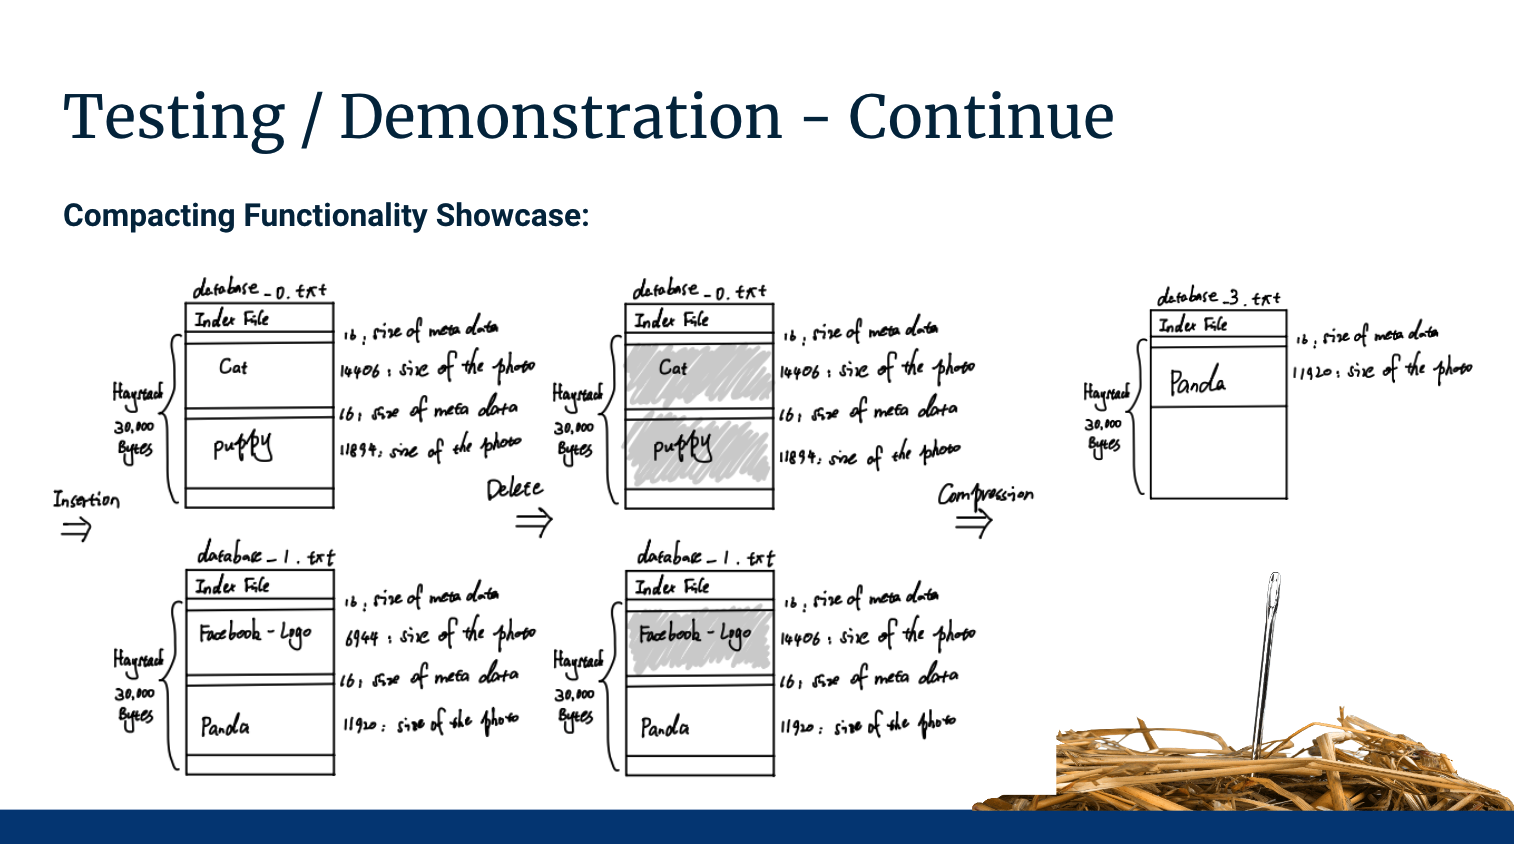 Testing / Demonstration - Continue
Compacting Functionality Showcase:
Insertion
database_0.txt
Index File
Cat
puppy
Haystack
30,000
Bytes
16, size of meta data
14406 : size of the photo
16, size of meta data
11894: size of the photo
database_1.txt
Index File
Facebook-Logo
Panda
Haystack
30,000
Bytes
16, size of meta data
6944 : size of the photo
16, size of meta data
11920: size of the photo
Delete
database_0.txt
Index File
Cat
puppy
Haystack
30,000
Bytes
16, size of meta data
14406 : size of the photo
16, size of meta data
11894: size of the photo
database_1.txt
Index File
Facebook-Logo
Panda
Haystack
30,000
Bytes
16, size of meta data
14406 : size of the photo
16, size of meta data
11920: size of the photo
Compression
database_3.txt
Index File
Panda
Haystack
30,000
Bytes
16, size of meta data
11920: size of the photo